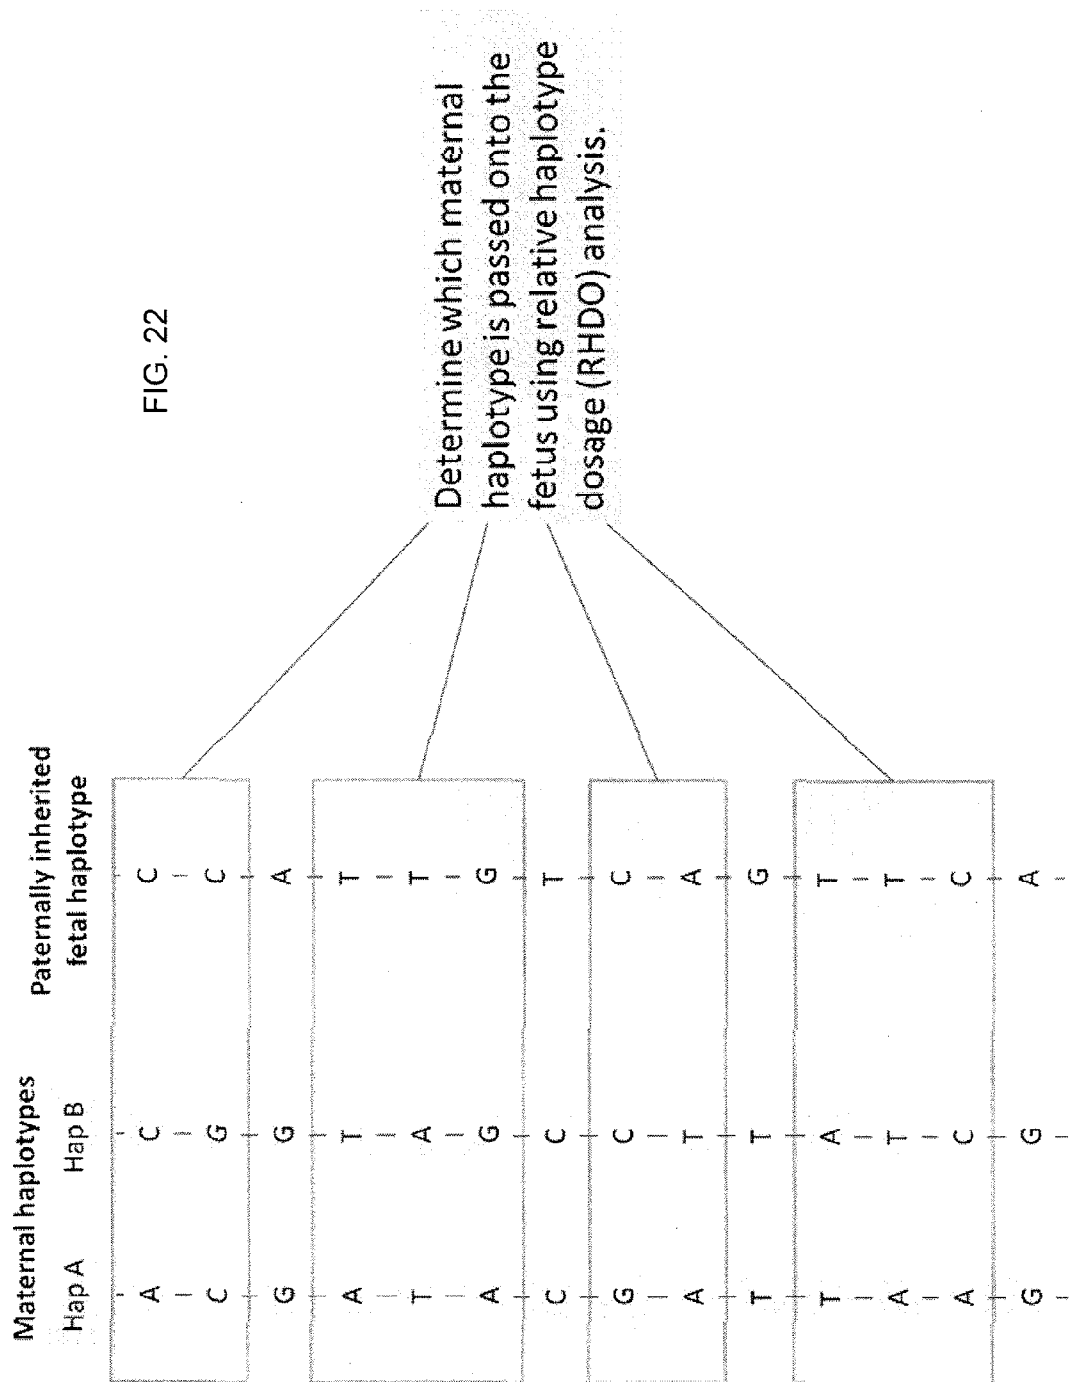 Maternal haplotypes
Paternally inherited
fetal haplotype
Hap A Hap B
A C C
C G C
G G A
A T T
T A T
A G G
C C T
G C C
A T A
T T G
T A T
A T T
A C C
G G A
FIG. 22
Determine which maternal
haplotype is passed onto the
fetus using relative haplotype
dosage (RHDO) analysis.